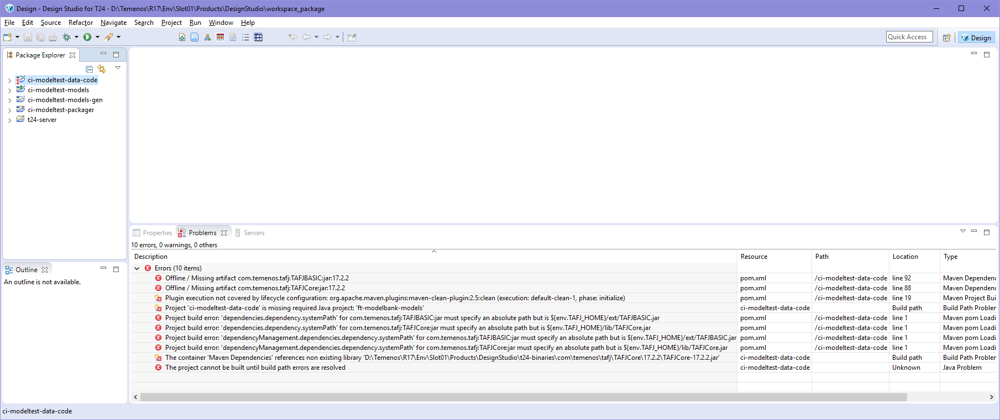 Design - Design Studio for T24 - D:\Temenos\R17\Env\Slot01\Products\DesignStudio\workspace_package
File Edit Source Refactor Navigate Search Project Run Window Help
Quick Access
Design
Package Explorer
ci-modeltest-data-code
ci-modeltest-models
ci-modeltest-models-gen
ci-modeltest-packager
t24-server
Outline
An outline is not available.
Properties Problems Servers
10 errors, 0 warnings, 0 others
Description Resource Path Location Type
Errors (10 items)
Offline / Missing artifact com.temenos.tafj:TAFJBASIC:jar:17.2.2 pom.xml /ci-modeltest-data-code line 92 Maven Dependenc
Offline / Missing artifact com.temenos.tafj:TAFJCore:jar:17.2.2 pom.xml /ci-modeltest-data-code line 88 Maven Dependenc
Plugin execution not covered by lifecycle configuration: org.apache.maven.plugins:maven-clean-plugin:2.5:clean (execution: default-clean-1, phase: initialize) pom.xml /ci-modeltest-data-code line 19 Maven Project Bui
Project 'ci-modeltest-data-code' is missing required Java project: 'ft-modelbank-models' ci-modeltest-data-code Build path Build Path Problem
Project build error: 'dependencies.dependency.systemPath' for com.temenos.tafj:TAFJBASIC:jar must specify an absolute path but is ${env.TAFJ_HOME}/ext/TAFJBASIC.jar pom.xml /ci-modeltest-data-code line 1 Maven pom Loadi
Project build error: 'dependencies.dependency.systemPath' for com.temenos.tafj:TAFJCore:jar must specify an absolute path but is ${env.TAFJ_HOME}/lib/TAFJCore.jar pom.xml /ci-modeltest-data-code line 1 Maven pom Loadi
Project build error: 'dependencyManagement.dependencies.dependency.systemPath' for com.temenos.tafj:TAFJBASIC:jar must specify an absolute path but is ${env.TAFJ_HOME}/ext/TAFJBASIC.jar pom.xml /ci-modeltest-data-code line 1 Maven pom Loadi
Project build error: 'dependencyManagement.dependencies.dependency.systemPath' for com.temenos.tafj:TAFJCore:jar must specify an absolute path but is ${env.TAFJ_HOME}/lib/TAFJCore.jar pom.xml /ci-modeltest-data-code line 1 Maven pom Loadi
The container 'Maven Dependencies' references non existing library 'D:\Temenos\R17\Env\Slot01\Products\DesignStudio\t24-binaries\com\temenos\tafj\TAFJCore\17.2.2\TAFJCore-17.2.2.jar' ci-modeltest-data-code Build path Build Path Problem
The project cannot be built until build path errors are resolved ci-modeltest-data-code Unknown Java Problem
ci-modeltest-data-code